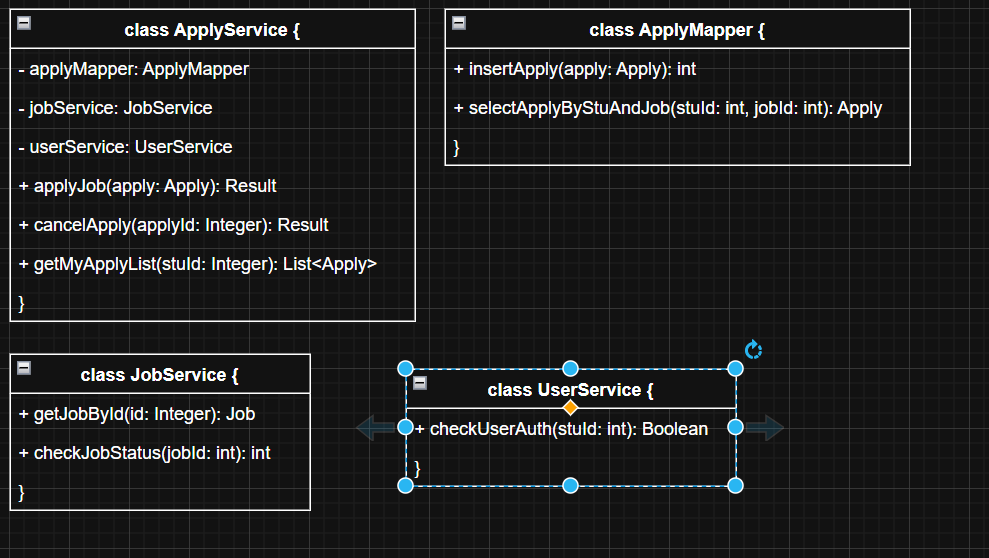 class ApplyService {
- applyMapper: ApplyMapper
- jobService: JobService
- userService: UserService
+ applyJob(apply: Apply): Result
+ cancelApply(applyId: Integer): Result
+ getMyApplyList(stuId: Integer): List<Apply>
}
class ApplyMapper {
+ insertApply(apply: Apply): int
+ selectApplyByStuAndJob(stuId: int, jobId: int): Apply
}
class JobService {
+ getJobById(id: Integer): Job
+ checkJobStatus(jobId: int): int
}
class UserService {
+ checkUserAuth(stuId: int): Boolean
}